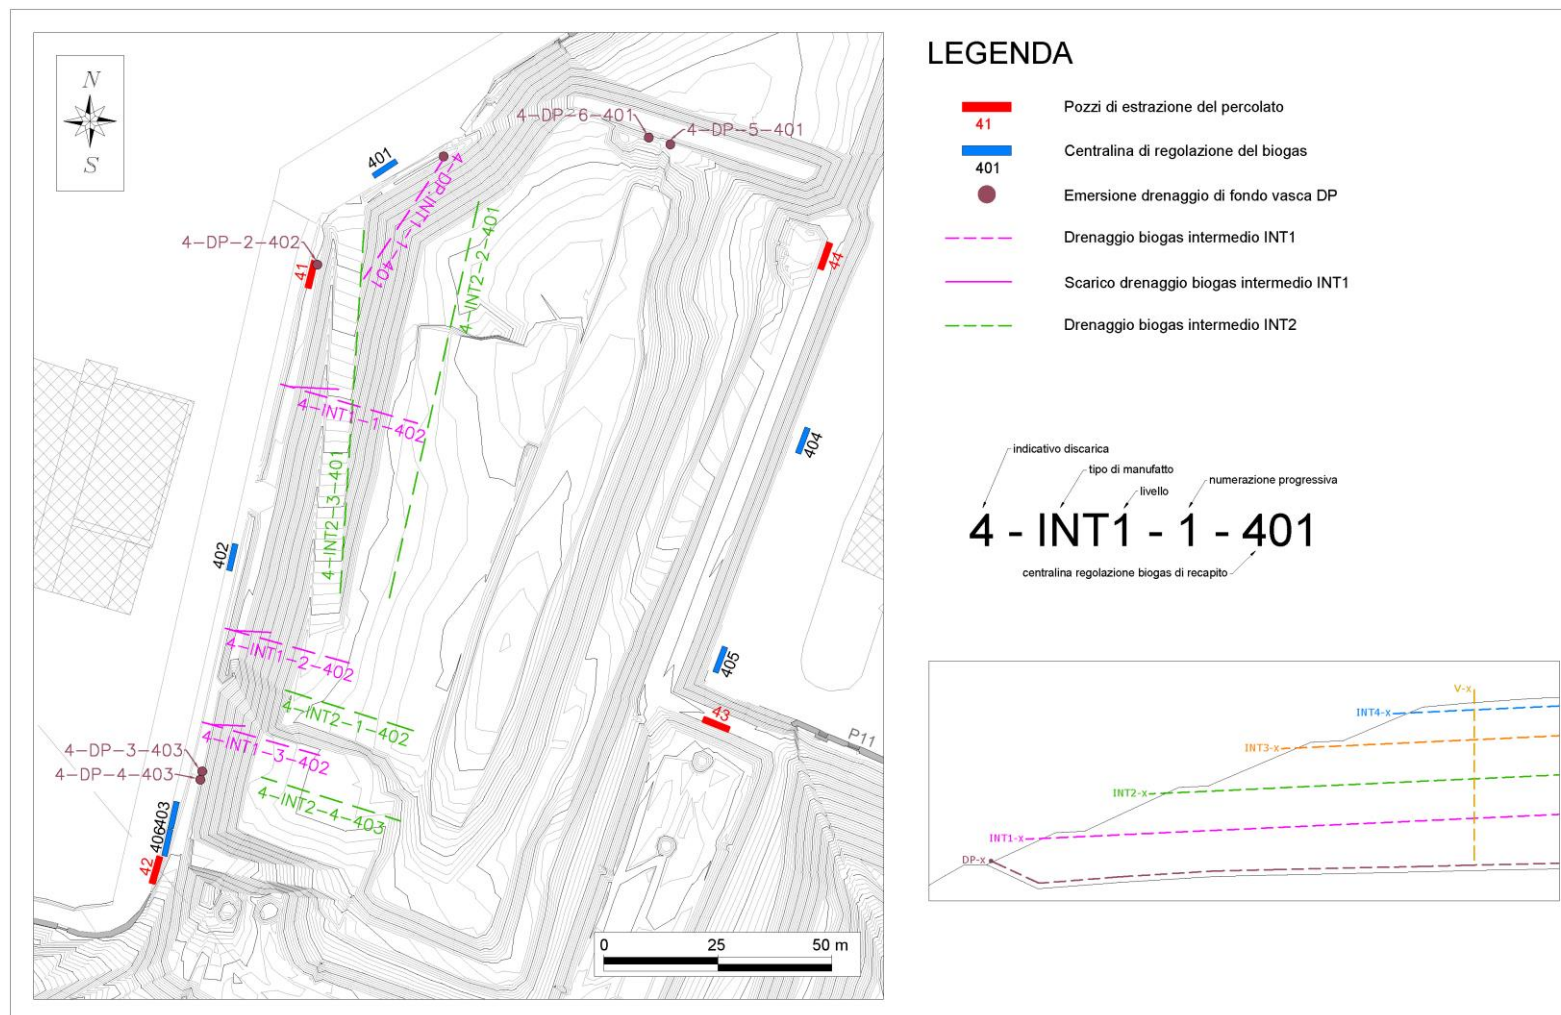 N
S
401
4-DP-6-401
4-DP-5-401
4-DP.INT1-1-401
4-INT2-2-401
4-DP-2-402
41
44
4-INT1-1-402
4-INT2-3-401
404
402
4-INT1-2-402
405
4-INT2-1-402
43
P11
4-INT1-3-402
4-DP-3-403
4-DP-4-403
4-INT2-4-403
403
406
42
0 25 50 m
LEGENDA
Pozzi di estrazione del percolato
41
Centralina di regolazione del biogas
401
Emersione drenaggio di fondo vasca DP
Drenaggio biogas intermedio INT1
Scarico drenaggio biogas intermedio INT1
Drenaggio biogas intermedio INT2
indicativo discarica
tipo di manufatto
livello
numerazione progressiva
4 - INT1 - 1 - 401
centralina regolazione biogas di recapito
V-x
INT4-x
INT3-x
INT2-x
INT1-x
DP-x